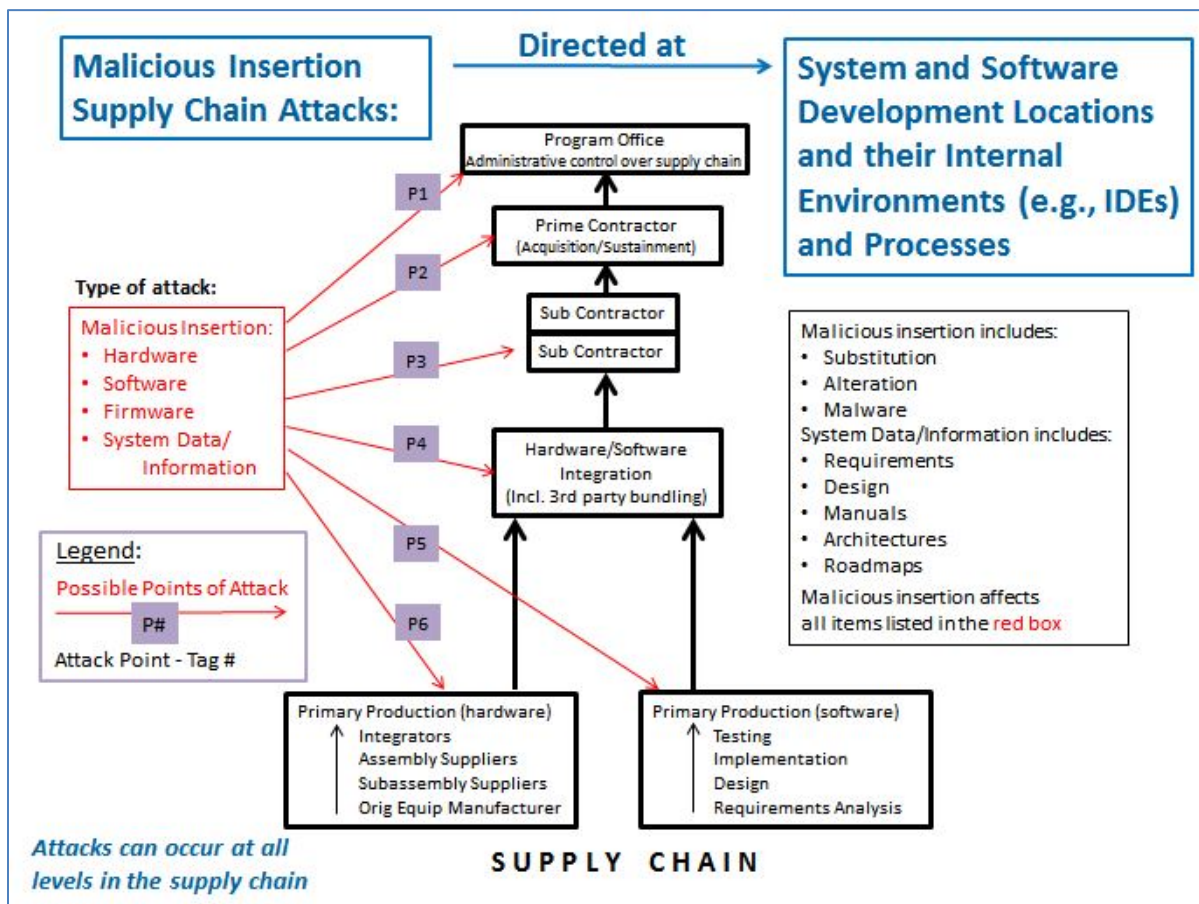 Malicious Insertion
Supply Chain Attacks:
Directed at
System and Software
Development Locations
and their Internal
Environments (e.g., IDEs)
and Processes
Program Office
Administrative control over supply chain
P1
Prime Contractor
(Acquisition/Sustainment)
P2
Type of attack:
Malicious Insertion:
• Hardware
• Software
• Firmware
• System Data/
Information
Sub Contractor
Sub Contractor
P3
P4
Hardware/Software
Integration
(Incl. 3rd party bundling)
Malicious insertion includes:
• Substitution
• Alteration
• Malware
System Data/Information includes:
• Requirements
• Design
• Manuals
• Architectures
• Roadmaps
Malicious insertion affects
all items listed in the red box
P5
P6
Legend:
Possible Points of Attack
P#
Attack Point - Tag #
Primary Production (hardware)
Integrators
Assembly Suppliers
Subassembly Suppliers
Orig Equip Manufacturer
Primary Production (software)
Testing
Implementation
Design
Requirements Analysis
Attacks can occur at all
levels in the supply chain
SUPPLY CHAIN